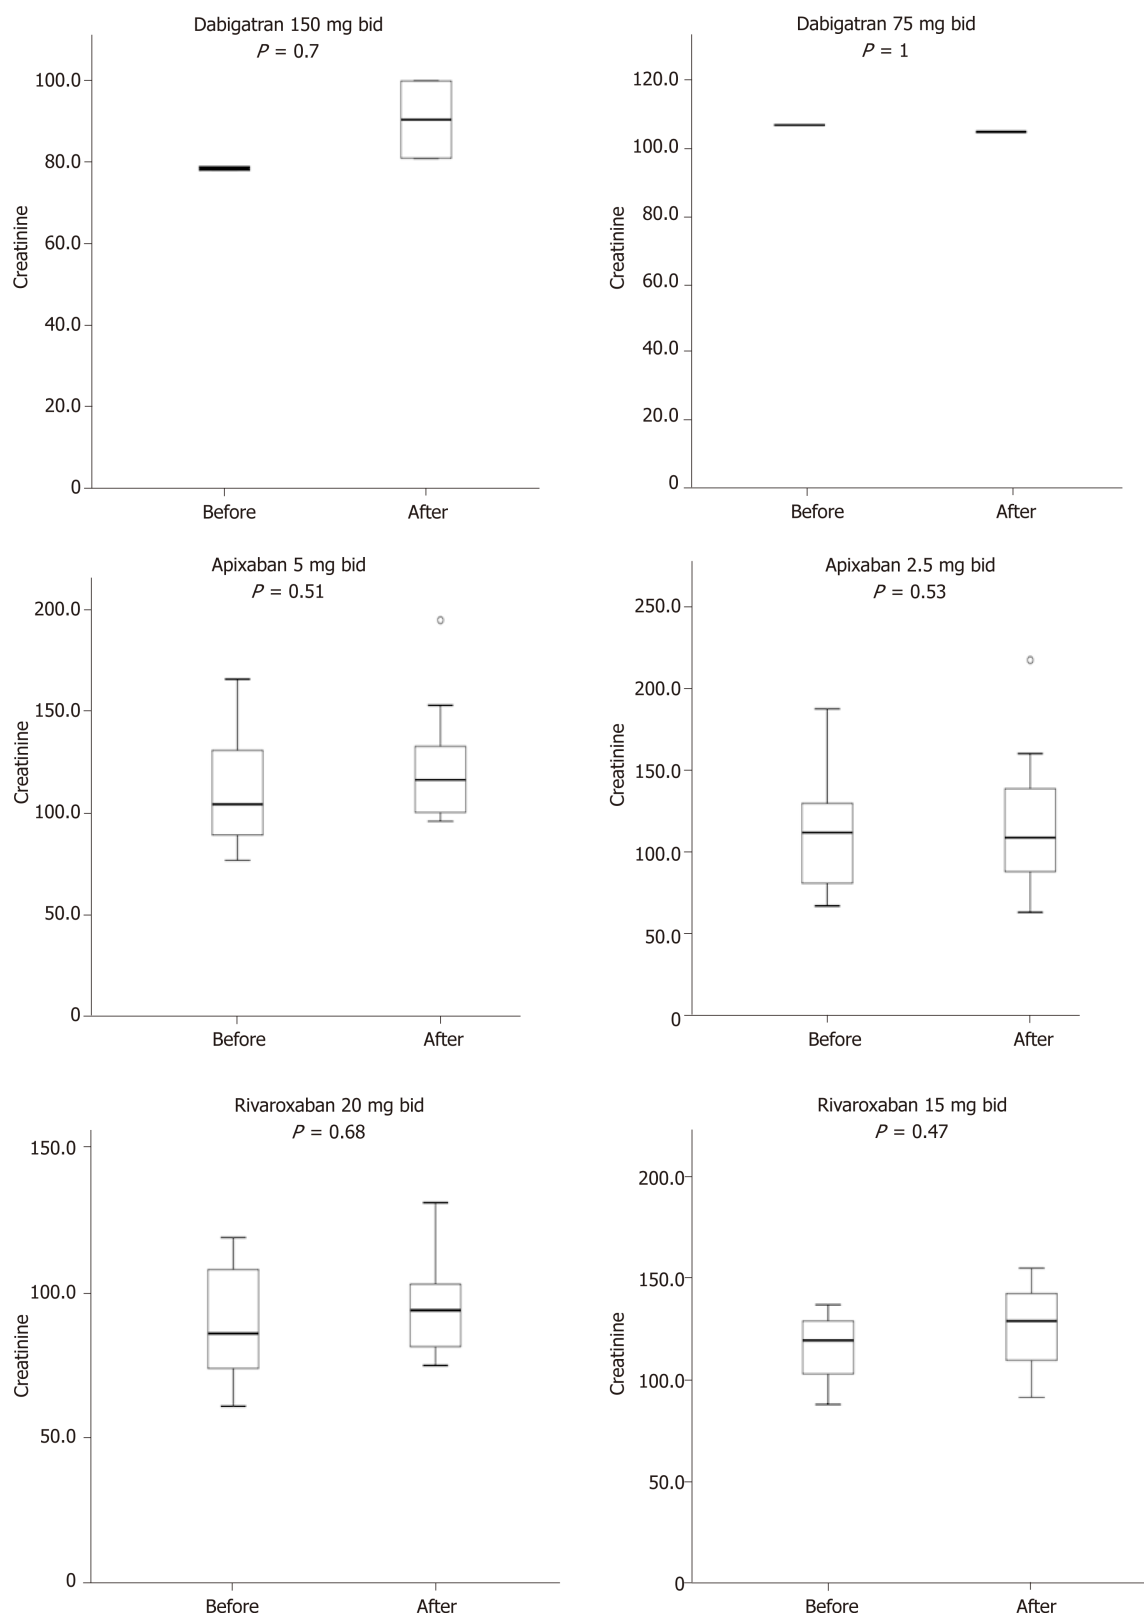 Dabigatran 150 mg bid
P = 0.7
100.0
80.0
60.0
40.0
20.0
0
Creatinine
Before
After
Dabigatran 75 mg bid
P = 1
120.0
100.0
80.0
60.0
40.0
20.0
0
Creatinine
Before
After
Apixaban 5 mg bid
P = 0.51
200.0
150.0
100.0
50.0
0
Creatinine
Before
After
Apixaban 2.5 mg bid
P = 0.53
250.0
200.0
150.0
100.0
50.0
0
Creatinine
Before
After
Rivaroxaban 20 mg bid
P = 0.68
150.0
100.0
50.0
0
Creatinine
Before
After
Rivaroxaban 15 mg bid
P = 0.47
200.0
150.0
100.0
50.0
0
Creatinine
Before
After